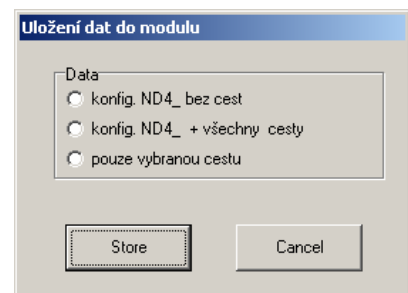 Uložení dat do modulu
Data
konfig. ND4_ bez cest
konfig. ND4_ + všechny cesty
pouze vybranou cestu
Store
Cancel